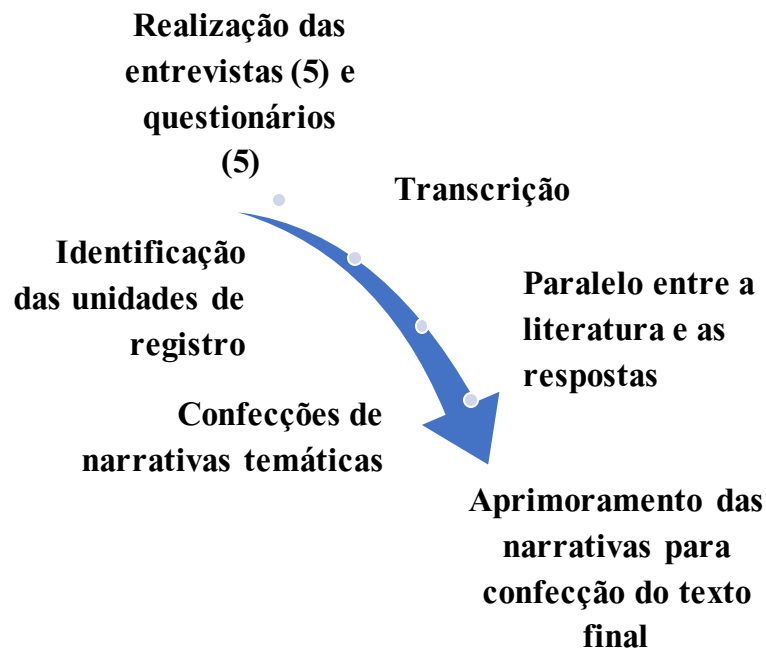 Realização das
entrevistas (5) e
questionários
(5)
Transcrição
Identificação
das unidades de
registro
Paralelo entre a
literatura e as
respostas
Confecções de
narrativas temáticas
Aprimoramento das
narrativas para
confecção do texto
final